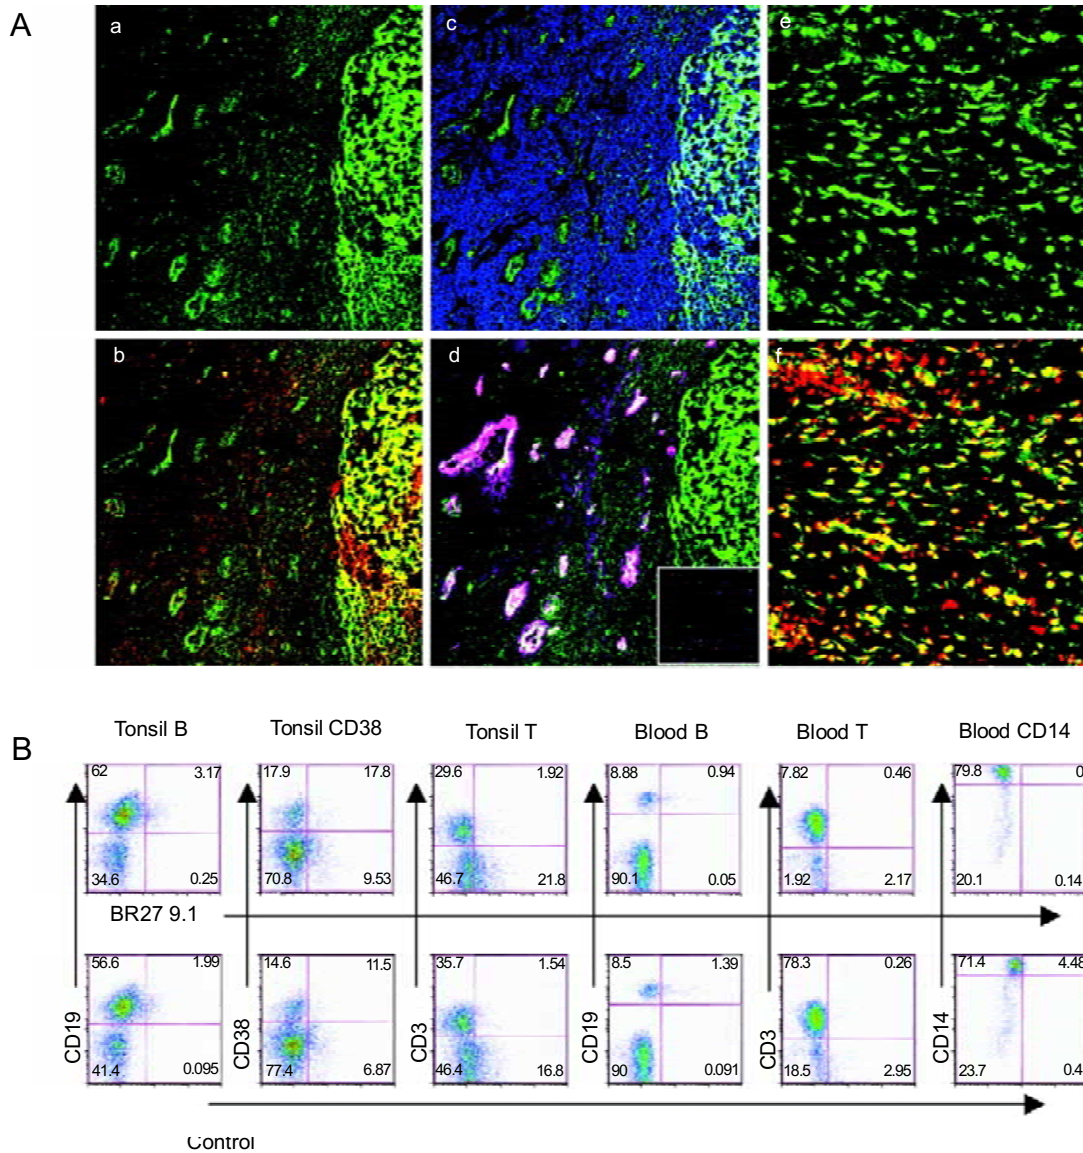 A
a
c
e
b
d
f
B
Tonsil B
Tonsil CD38
Tonsil T
Blood B
Blood T
Blood CD14
62 3.17 17.9 17.8 29.6 1.92 8.88 0.94 7.82 0.46 79.8 0
34.6 0.25 70.8 9.53 46.7 21.8 90.1 0.05 1.92 2.17 20.1 0.14
BR27 9.1
56.6 1.99 14.6 11.5 35.7 1.54 8.5 1.39 78.3 0.26 71.4 4.48
CD19 CD38 CD3 CD19 CD3 CD14
41.4 0.095 77.4 6.87 46.4 16.8 90 0.091 18.5 2.95 23.7 0.4
Control